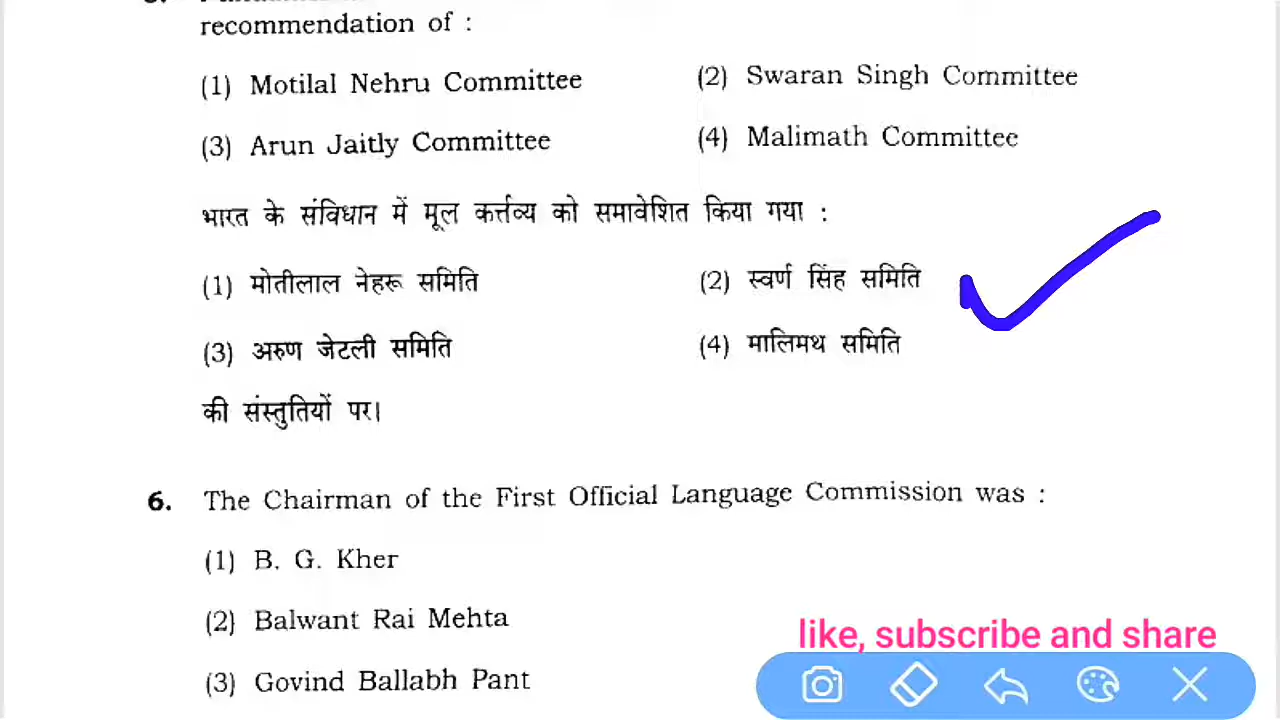 recommendation of :
(1) Motilal Nehru Committee (2) Swaran Singh Committee
(3) Arun Jaitly Committee (4) Malimath Committee
भारत के संविधान में मूल कर्त्तव्य को समावेशित किया गया :
(1) मोतीलाल नेहरू समिति (2) स्वर्ण सिंह समिति
(3) अरुण जेटली समिति (4) मालिमथ समिति
की संस्तुतियों पर।
6. The Chairman of the First Official Language Commission was :
(1) B. G. Kher
(2) Balwant Rai Mehta
(3) Govind Ballabh Pant
like, subscribe and share